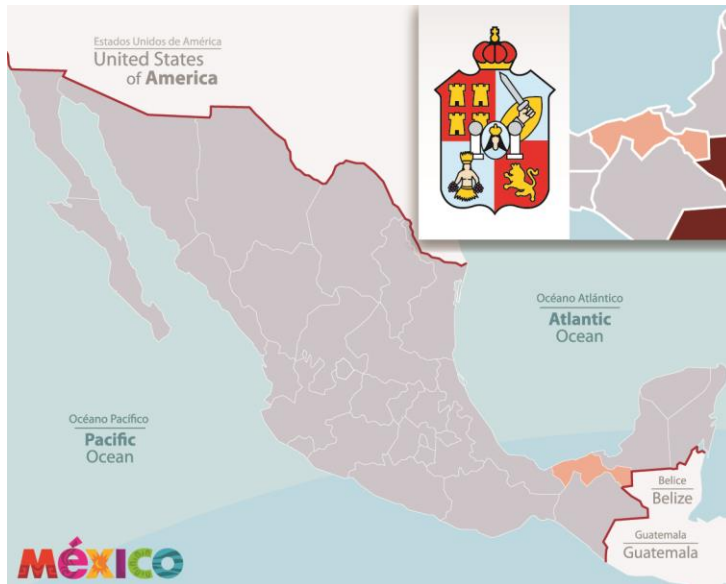 Estados Unidos de América
United States
of America
Océano Atlántico
Atlantic
Ocean
Océano Pacífico
Pacific
Ocean
Belice
Belize
Guatemala
Guatemala
México